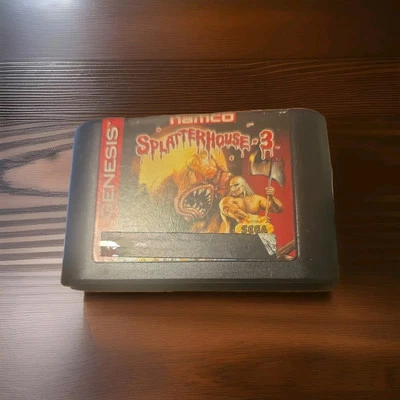 namco
SPLATTERHOUSE·3
GENESIS
SEGA